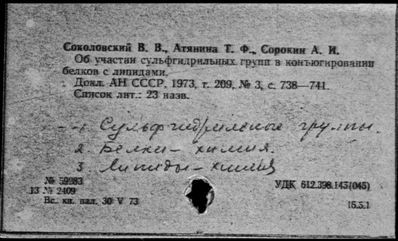 Соколовский В. В., Атянина Т. Ф., Сорокин А. И.
Об участии сульфгидрильных групп в конъюгировании
белков с липидами.
Докл. АН СССР, 1973, т. 209, № 3, с. 738—741.
Список лит.: 23 назв.
1. Сульфгидрильные группы.
2. Белки – химия.
3. Липиды – химия
№ 59983
УДК 612.398.145(045)
13 № 2409
Вс. кн. пал. 30 V 73
15.5.1